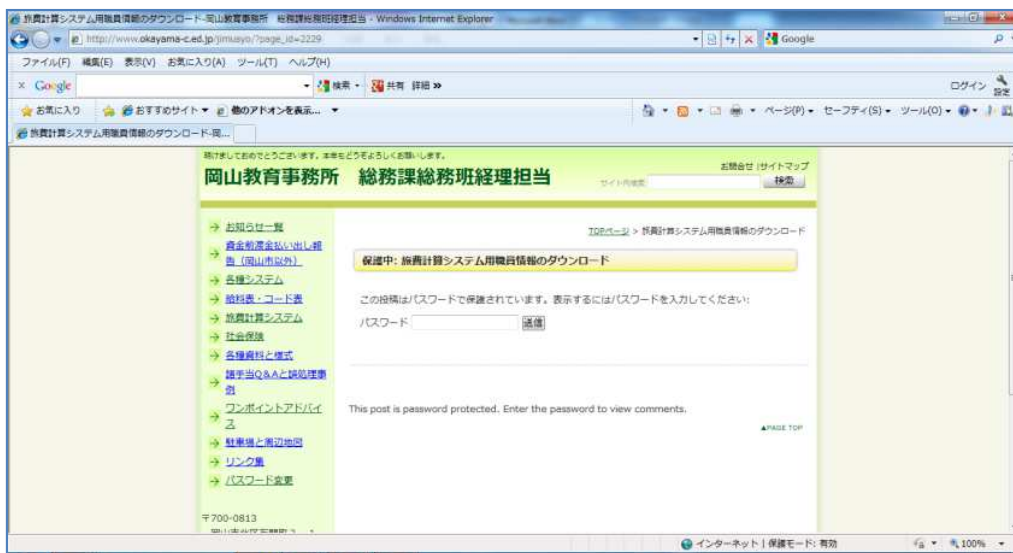 旅費計算システム用職員情報のダウンロード-岡山教育事務所 総務課総務班経理担当 - Windows Internet Explorer
http://www.okayama-c.ed.jp/jimusyo/?page_id=2229
Google
ファイル(F) 編集(E) 表示(V) お気に入り(A) ツール(T) ヘルプ(H)
× Google 検索 共有 詳細 » ログイン 設定
お気に入り おすすめサイト 他のアドオンを表示...
ページ(P) セーフティ(S) ツール(O)
旅費計算システム用職員情報のダウンロード-岡...
明けましておめでとうございます。本年もどうぞよろしくお願いします。
岡山教育事務所 総務課総務班経理担当
お問合せ | サイトマップ
サイト内検索 検索
お知らせ一覧
資金前渡金払い出し報
告（岡山市以外）
各種システム
給料表・コード表
旅費計算システム
社会保険
各種資料と様式
諸手当Q&Aと誤処理事
例
ワンポイントアドバイ
ス
駐車場と周辺地図
リンク集
パスワード変更
〒700-0813
TOPページ > 旅費計算システム用職員情報のダウンロード
保護中: 旅費計算システム用職員情報のダウンロード
この投稿はパスワードで保護されています。表示するにはパスワードを入力してください:
パスワード 送信
This post is password protected. Enter the password to view comments.
▲PAGE TOP
インターネット | 保護モード: 有効
100%